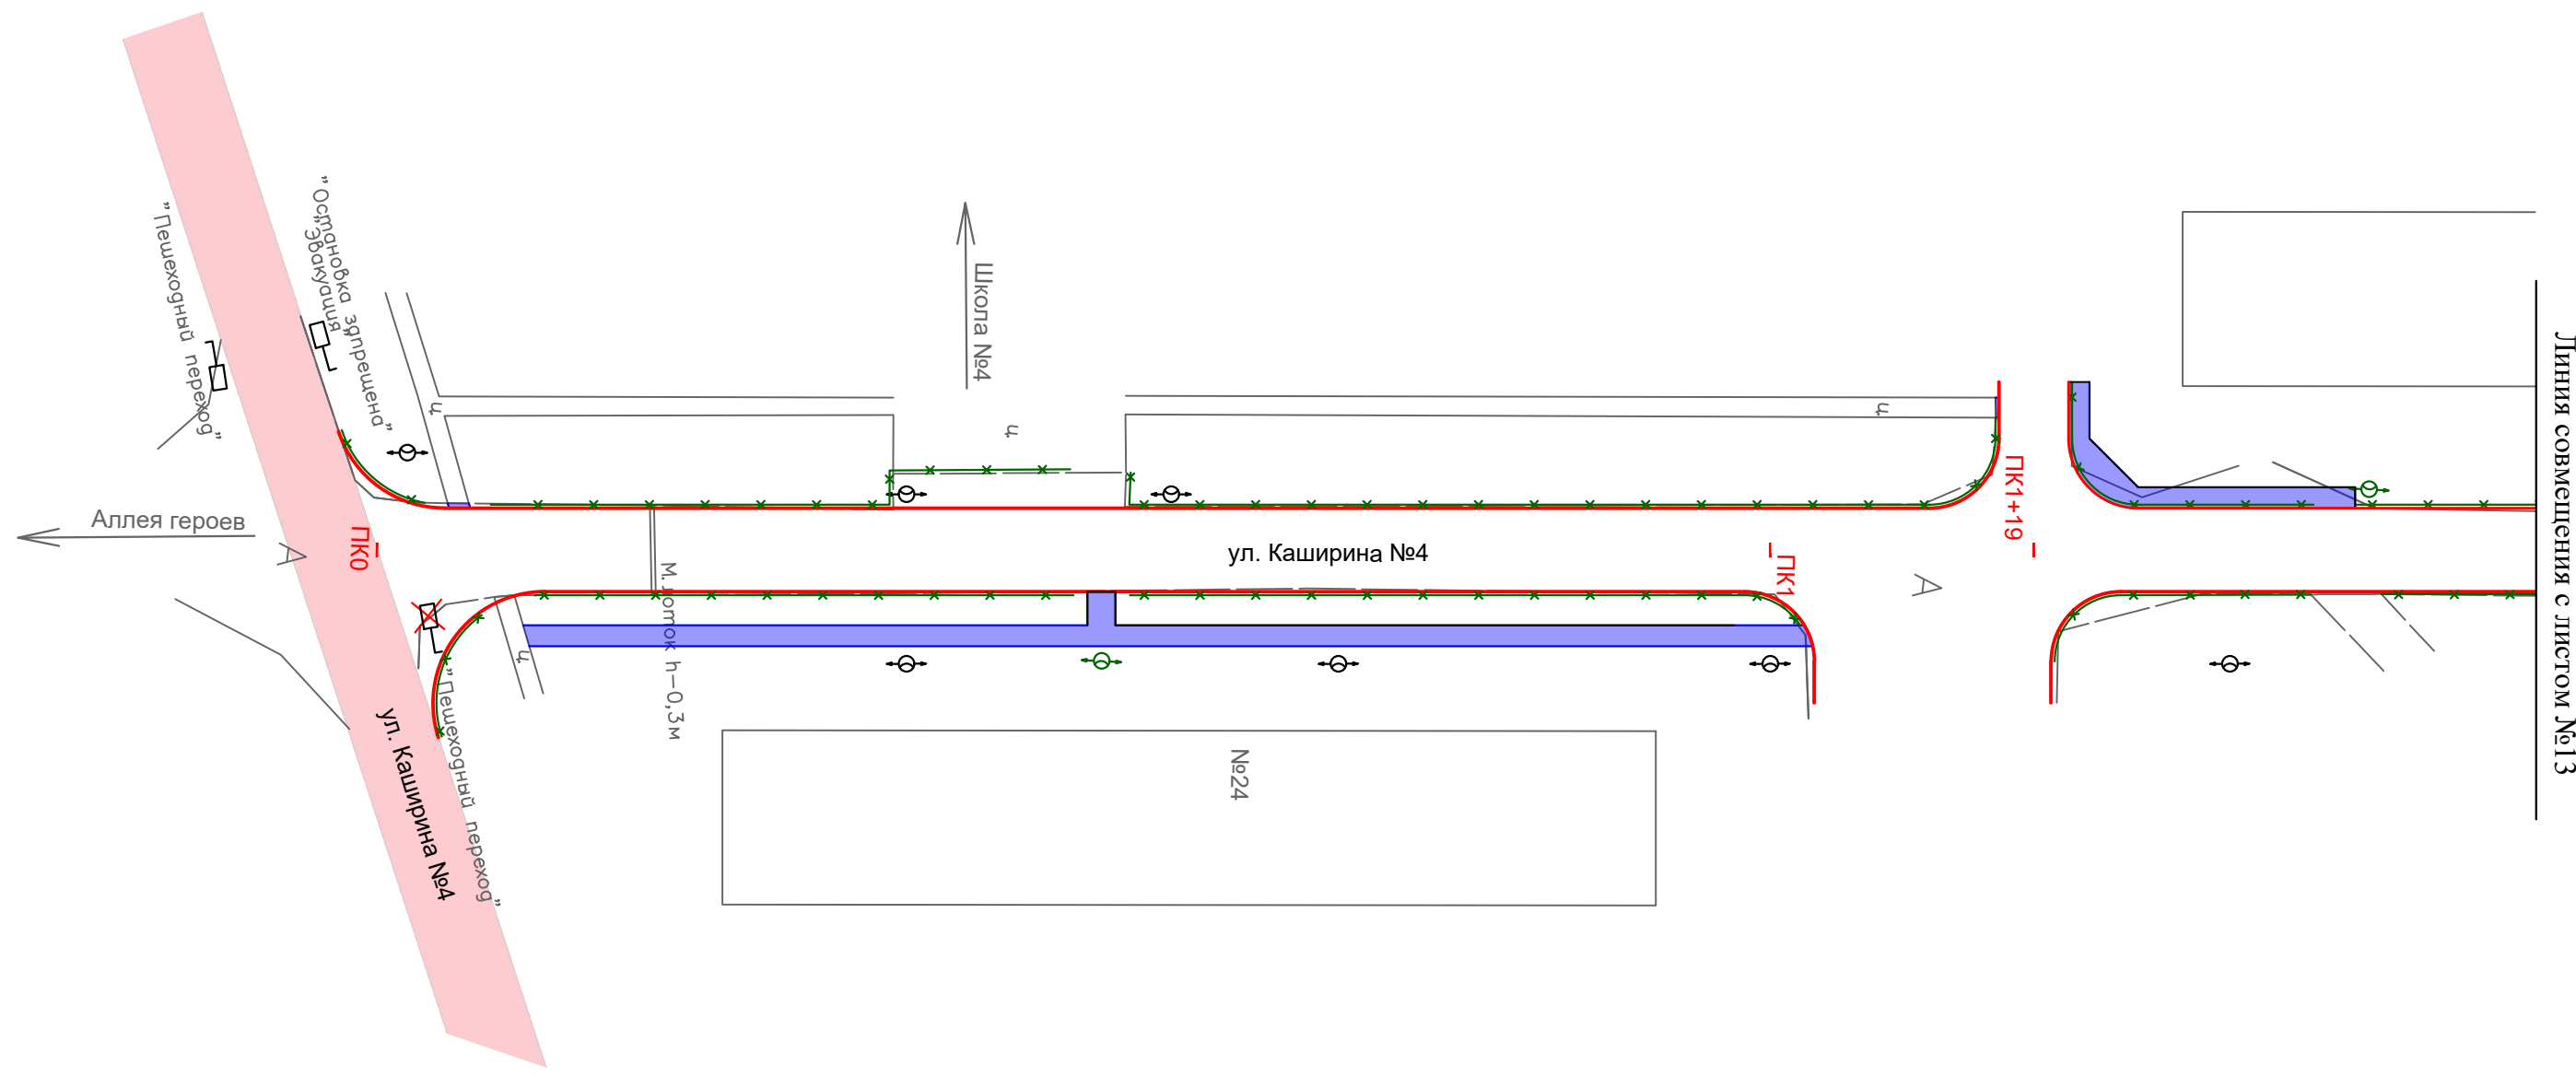 "Пешеходный переход"
"Остановка запрещена"
"Эвакуация"
Аллея героев
А
ПК0
ц
Школа №4
ц
ц
ул. Каширина №4
ПК1
ПК1+19
А
М.лоток h-0,3м
ц
"Пешеходный переход"
ул. Каширина №4
№24
Линия совмещения с листом №13